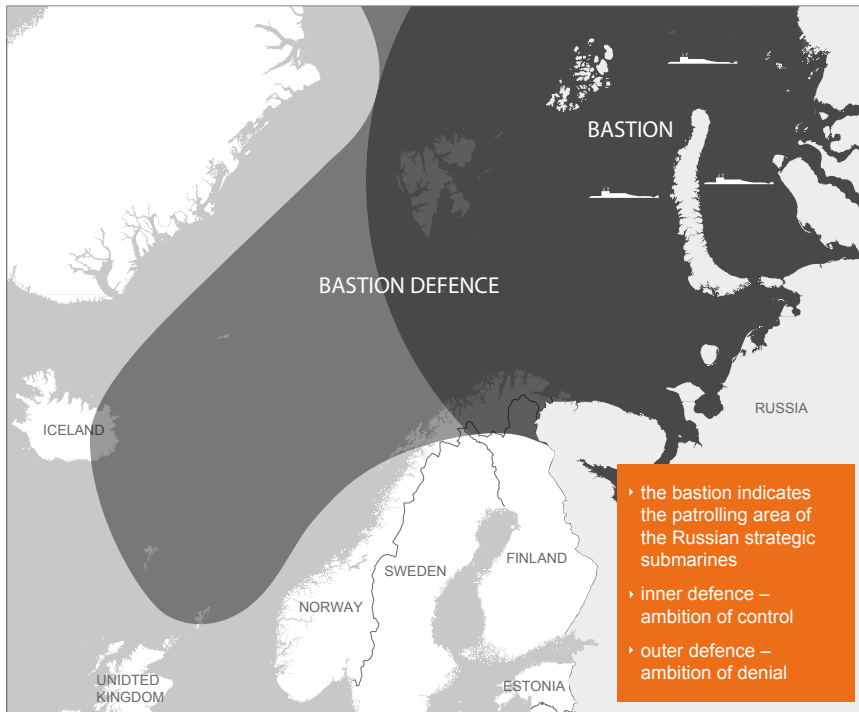 BASTION
BASTION DEFENCE
ICELAND
RUSSIA
NORWAY
SWEDEN
FINLAND
UNIDTED
KINGDOM
ESTONIA
‣ the bastion indicates
the patrolling area of
the Russian strategic
submarines
‣ inner defence –
ambition of control
‣ outer defence –
ambition of denial